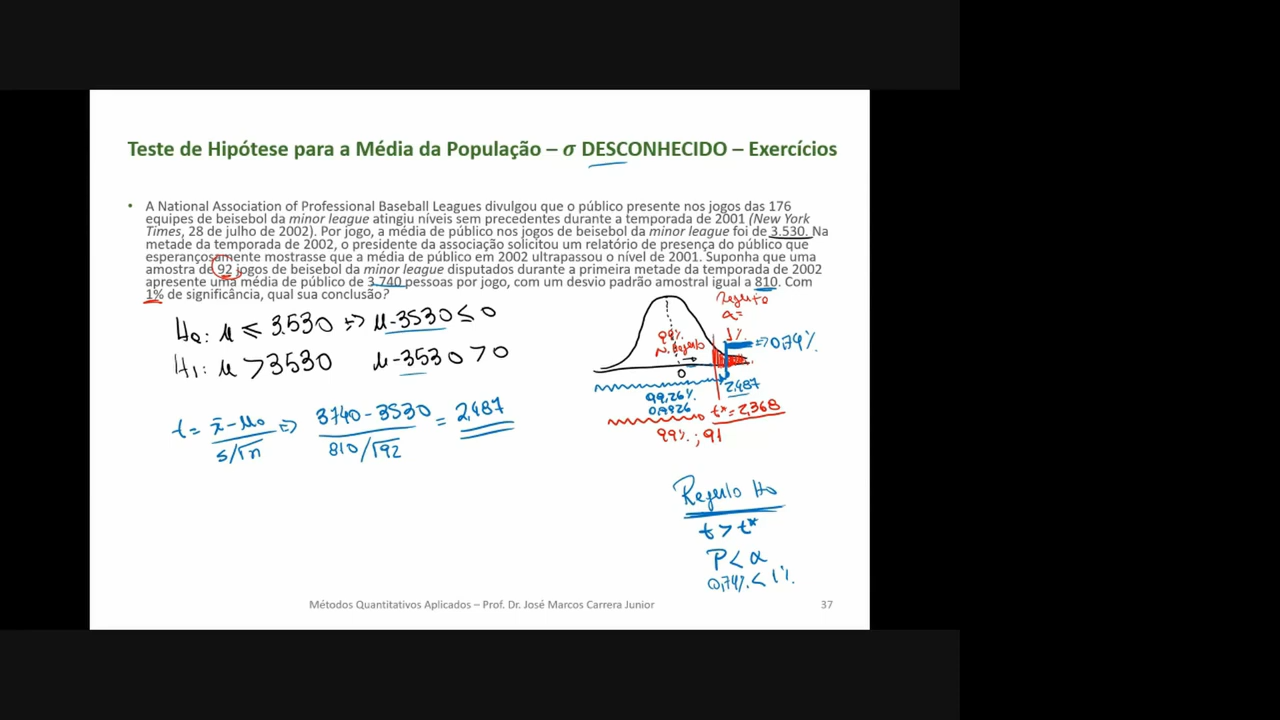 Teste de Hipótese para a Média da População – σ DESCONHECIDO – Exercícios
• A National Association of Professional Baseball Leagues divulgou que o público presente nos jogos das 176
equipes de beisebol da minor league atingiu níveis sem precedentes durante a temporada de 2001 (New York
Times, 28 de julho de 2002). Por jogo, a média de público nos jogos de beisebol da minor league foi de 3.530. Na
metade da temporada de 2002, o presidente da associação solicitou um relatório de presença do público que
esperançosamente mostrasse que a média de público em 2002 ultrapassou o nível de 2001. Suponha que uma
amostra de 92 jogos de beisebol da minor league disputados durante a primeira metade da temporada de 2002
apresente uma média de público de 3.740 pessoas por jogo, com um desvio padrão amostral igual a 810. Com
1% de significância, qual sua conclusão?
H0: μ ≤ 3.530 => μ-3530 ≤ 0
H1: μ > 3530 μ-3530 > 0
t = x̄ - μ0 / s/√n => 3740-3530 / 810/√92 = 2,487
α =
1%
99%
=> 0,74%
0
2,487
99,26%
0,9926
t* = 2,368
99% ; 91
Rejeito H0
t > t*
P < α
0,74% < 1%
Métodos Quantitativos Aplicados – Prof. Dr. José Marcos Carrera Junior
37